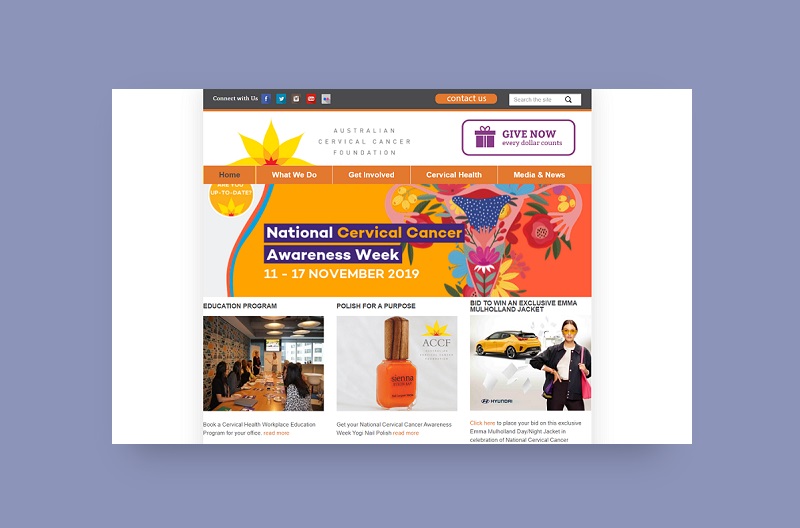 Connect with Us
contact us
Search the site
AUSTRALIAN
CERVICAL CANCER
FOUNDATION
GIVE NOW
every dollar counts
Home
What We Do
Get Involved
Cervical Health
Media & News
ARE YOU
UP-TO-DATE?
National Cervical Cancer
Awareness Week
11 - 17 NOVEMBER 2019
EDUCATION PROGRAM
POLISH FOR A PURPOSE
BID TO WIN AN EXCLUSIVE EMMA
MULHOLLAND JACKET
ACCF
AUSTRALIAN
CERVICAL CANCER
FOUNDATION
sienna
HYUNDAI
Book a Cervical Health Workplace Education
Program for your office. read more
Get your National Cervical Cancer Awareness
Week Yogi Nail Polish read more
Click here to place your bid on this exclusive
Emma Mulholland Day/Night Jacket in
celebration of National Cervical Cancer